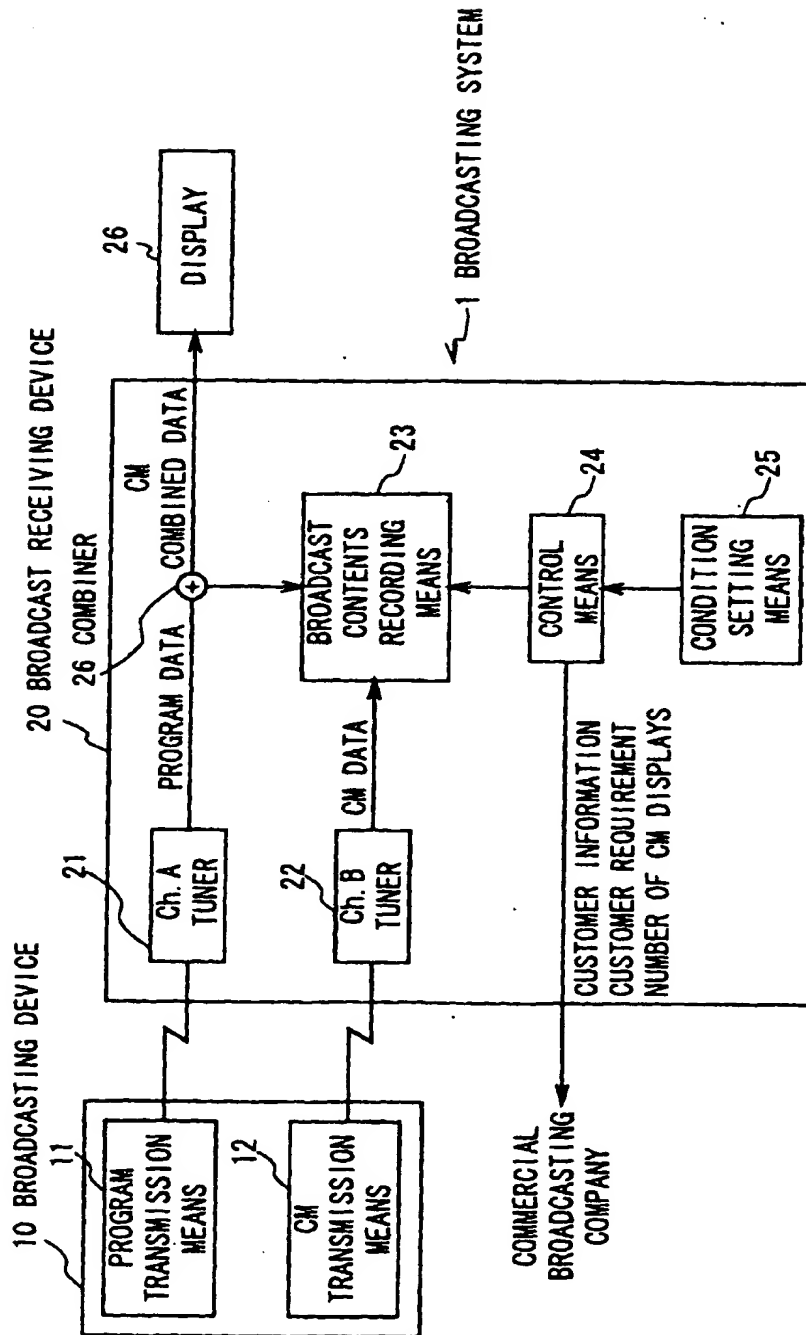 10 BROADCASTING DEVICE
11
PROGRAM
TRANSMISSION
MEANS
12
CM
TRANSMISSION
MEANS
20 BROADCAST RECEIVING DEVICE
21
Ch. A
TUNER
22
Ch. B
TUNER
PROGRAM DATA
CM DATA
26 COMBINER
CM
COMBINED DATA
26
DISPLAY
BROADCAST
CONTENTS
RECORDING
MEANS
23
CONTROL
MEANS
24
CONDITION
SETTING
MEANS
25
CUSTOMER INFORMATION
CUSTOMER REQUIREMENT
NUMBER OF CM DISPLAYS
COMMERCIAL
BROADCASTING
COMPANY
1 BROADCASTING SYSTEM